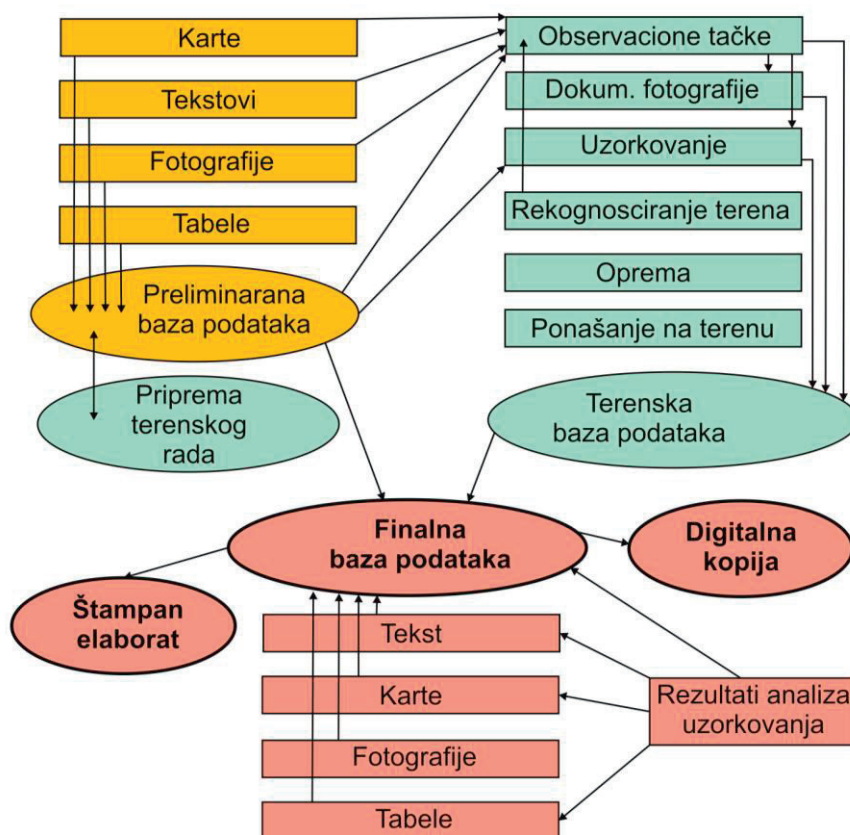 Karte
Tekstovi
Fotografije
Tabele
Preliminarana
baza podataka
Priprema
terenskog
rada
Observacione tačke
Dokum. fotografije
Uzorkovanje
Rekognosciranje terena
Oprema
Ponašanje na terenu
Terenska
baza podataka
Finalna
baza podataka
Digitalna
kopija
Štampan
elaborat
Tekst
Karte
Fotografije
Tabele
Rezultati analiza
uzorkovanja